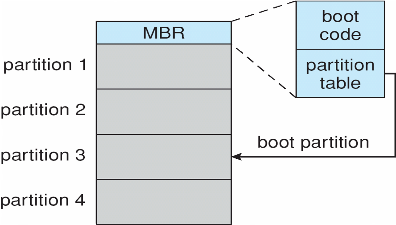 MBR
boot
code
partition
table
partition 1
partition 2
boot partition
partition 3
partition 4